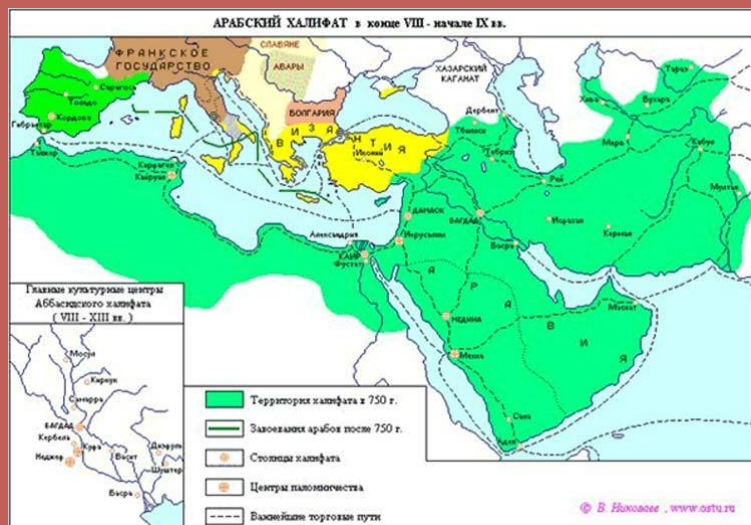 АРАБСКИЙ ХАЛИФАТ в конце VIII - начале IX вв.
ФРАНКСКОЕ
ГОСУДАРСТВО
СЛАВЯНЕ
АВАРЫ
ХАЗАРСКИЙ
КАГАНАТ
БОЛГАРИЯ
ВИЗАНТИЯ
Сарагоса
Толедо
Кордова
Гибралтар
Танжер
Карфаген
Кайруан
Иконий
Дербент
Тбилиси
Тебриз
Рей
Тараз
Хива
Бухара
Мерв
Кабул
Мултан
Исфахан
Керман
ДАМАСК
БАГДАД
Басра
Александрия
Иерусалим
КАИР
Фустат
АРАВИЯ
МЕДИНА
Мекка
Маскат
Сана
Аден
Главные культурные центры
Аббасидского халифата
( VIII - XIII вв. )
Мосул
Киркук
Самарра
БАГДАД
Кербела
Куфа
Неджеф
Васит
Шуштер
Басра
Территория халифата в 750 г.
Завоевания арабов после 750 г.
Столицы халифата
Центры паломничества
Важнейшие торговые пути
© В. Николаев , www.ostu.ru